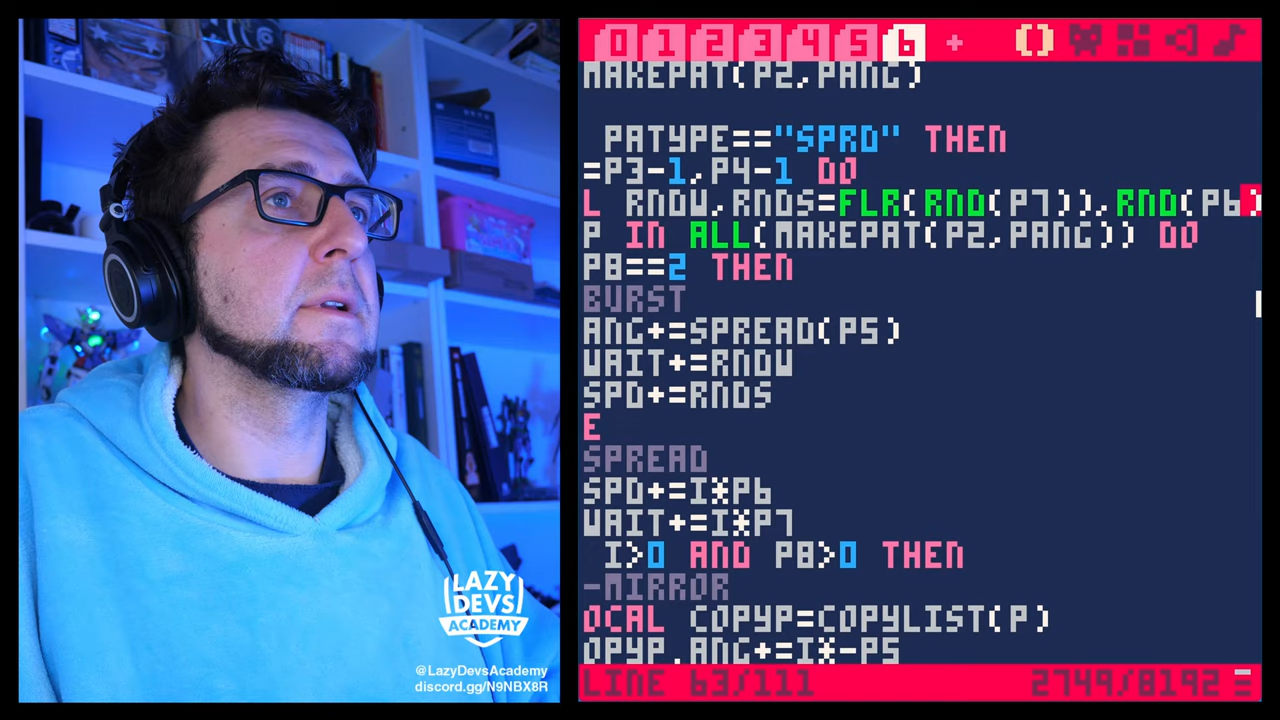 LAZY
DEVS
ACADEMY
@LazyDevsAcademy
discord.gg/N9NBX8R
0 1 2 3 4 5 6 +
MAKEPAT(P2,PANG)
PATYPE=="SPRD" THEN
=P3-1,P4-1 DO
L RNDW,RNDS=FLR(RND(P7)),RND(P6)
P IN ALL(MAKEPAT(P2,PANG)) DO
P8==2 THEN
BURST
ANG+=SPREAD(P5)
WAIT+=RNDW
SPD+=RNDS
E
SPREAD
SPD+=I*P6
WAIT+=I*P7
I>0 AND P8>0 THEN
-MIRROR
OCAL COPYP=COPYLIST(P)
OPYP.ANG+=I*-P5
LINE 63/111
2749/8192